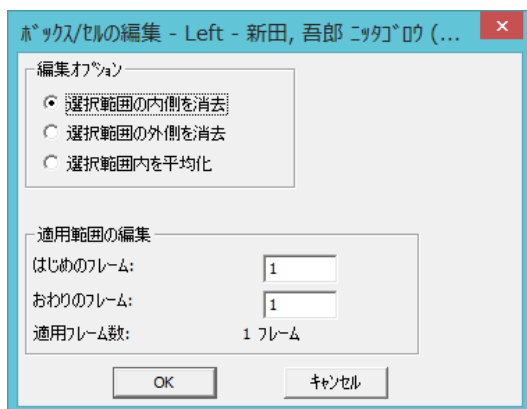 ﾎﾞｯｸｽ/ｾﾙの編集 - Left - 新田, 吾郎 ﾆｯﾀｺﾞﾛｳ (...
編集ｵﾌﾟｼｮﾝ
選択範囲の内側を消去
選択範囲の外側を消去
選択範囲内を平均化
適用範囲の編集
はじめのﾌﾚｰﾑ: 1
おわりのﾌﾚｰﾑ: 1
適用ﾌﾚｰﾑ数: 1 ﾌﾚｰﾑ
OK ｷｬﾝｾﾙ